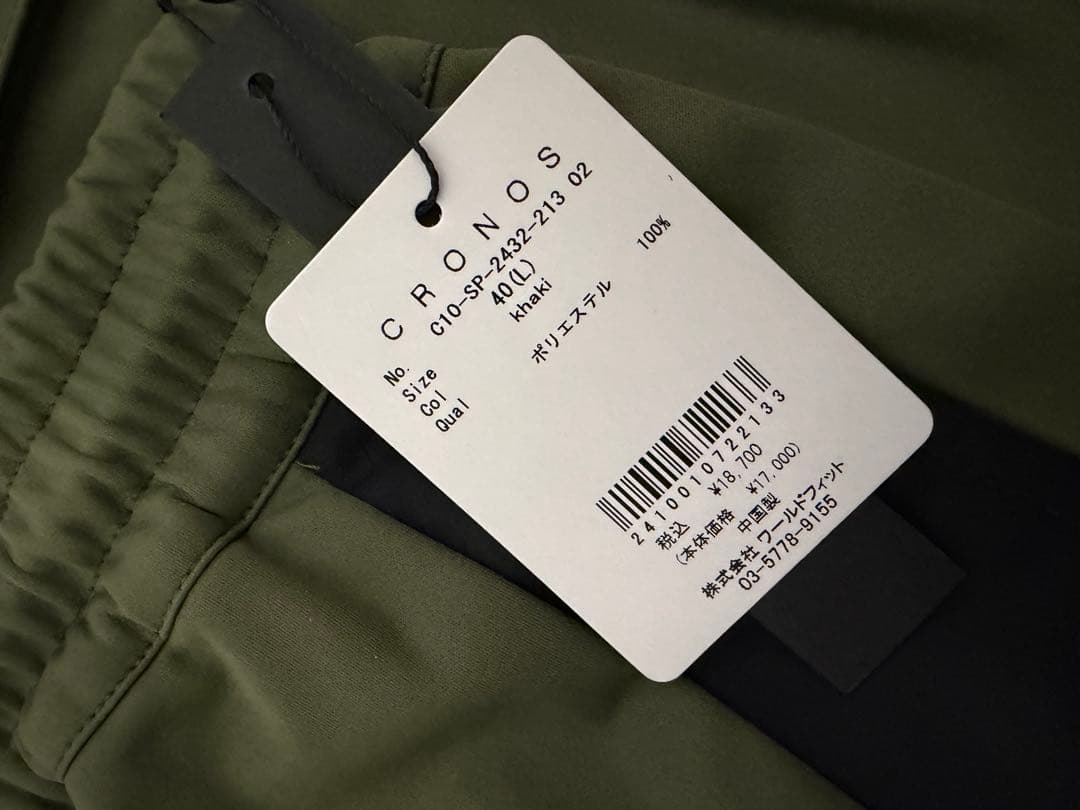 CRONOS
No. C10-SP-2432-213 02
Size 40(L)
Col khaki
Qual ポリエステル 100%
2410010722133
税込 ¥18,700
(本体価格 ¥17,000)
中国製
株式会社 ワールドフィット
03-5778-9155